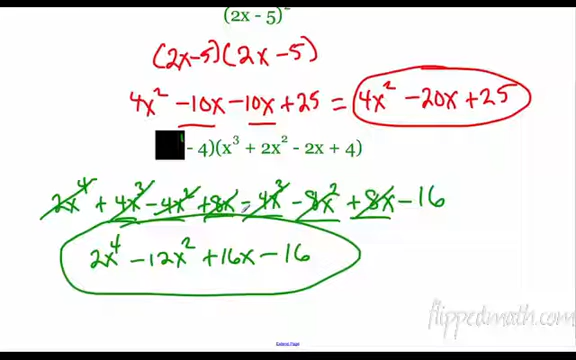 (2x - 5)²
(2x-5)(2x-5)
4x² -10x -10x +25 = 4x² -20x +25
- 4)(x³ + 2x² - 2x + 4)
2x⁴ + 4x³ - 4x² + 8x - 4x³ - 8x² + 8x - 16
2x⁴ - 12x² + 16x - 16
flippedmath.com